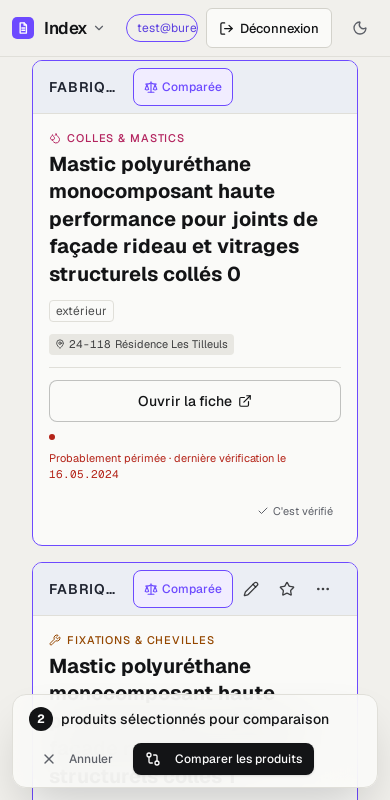 Index
test@bure
Déconnexion
FABRIQ...
Comparée
COLLES & MASTICS
Mastic polyuréthane
monocomposant haute
performance pour joints de
façade rideau et vitrages
structurels collés 0
extérieur
24-118 Résidence Les Tilleuls
Ouvrir la fiche
Probablement périmée · dernière vérification le
16.05.2024
C'est vérifié
FABRIQ...
Comparée
FIXATIONS & CHEVILLES
Mastic polyuréthane
monocomposant haute
2 produits sélectionnés pour comparaison
Annuler
Comparer les produits
structurels collés 1